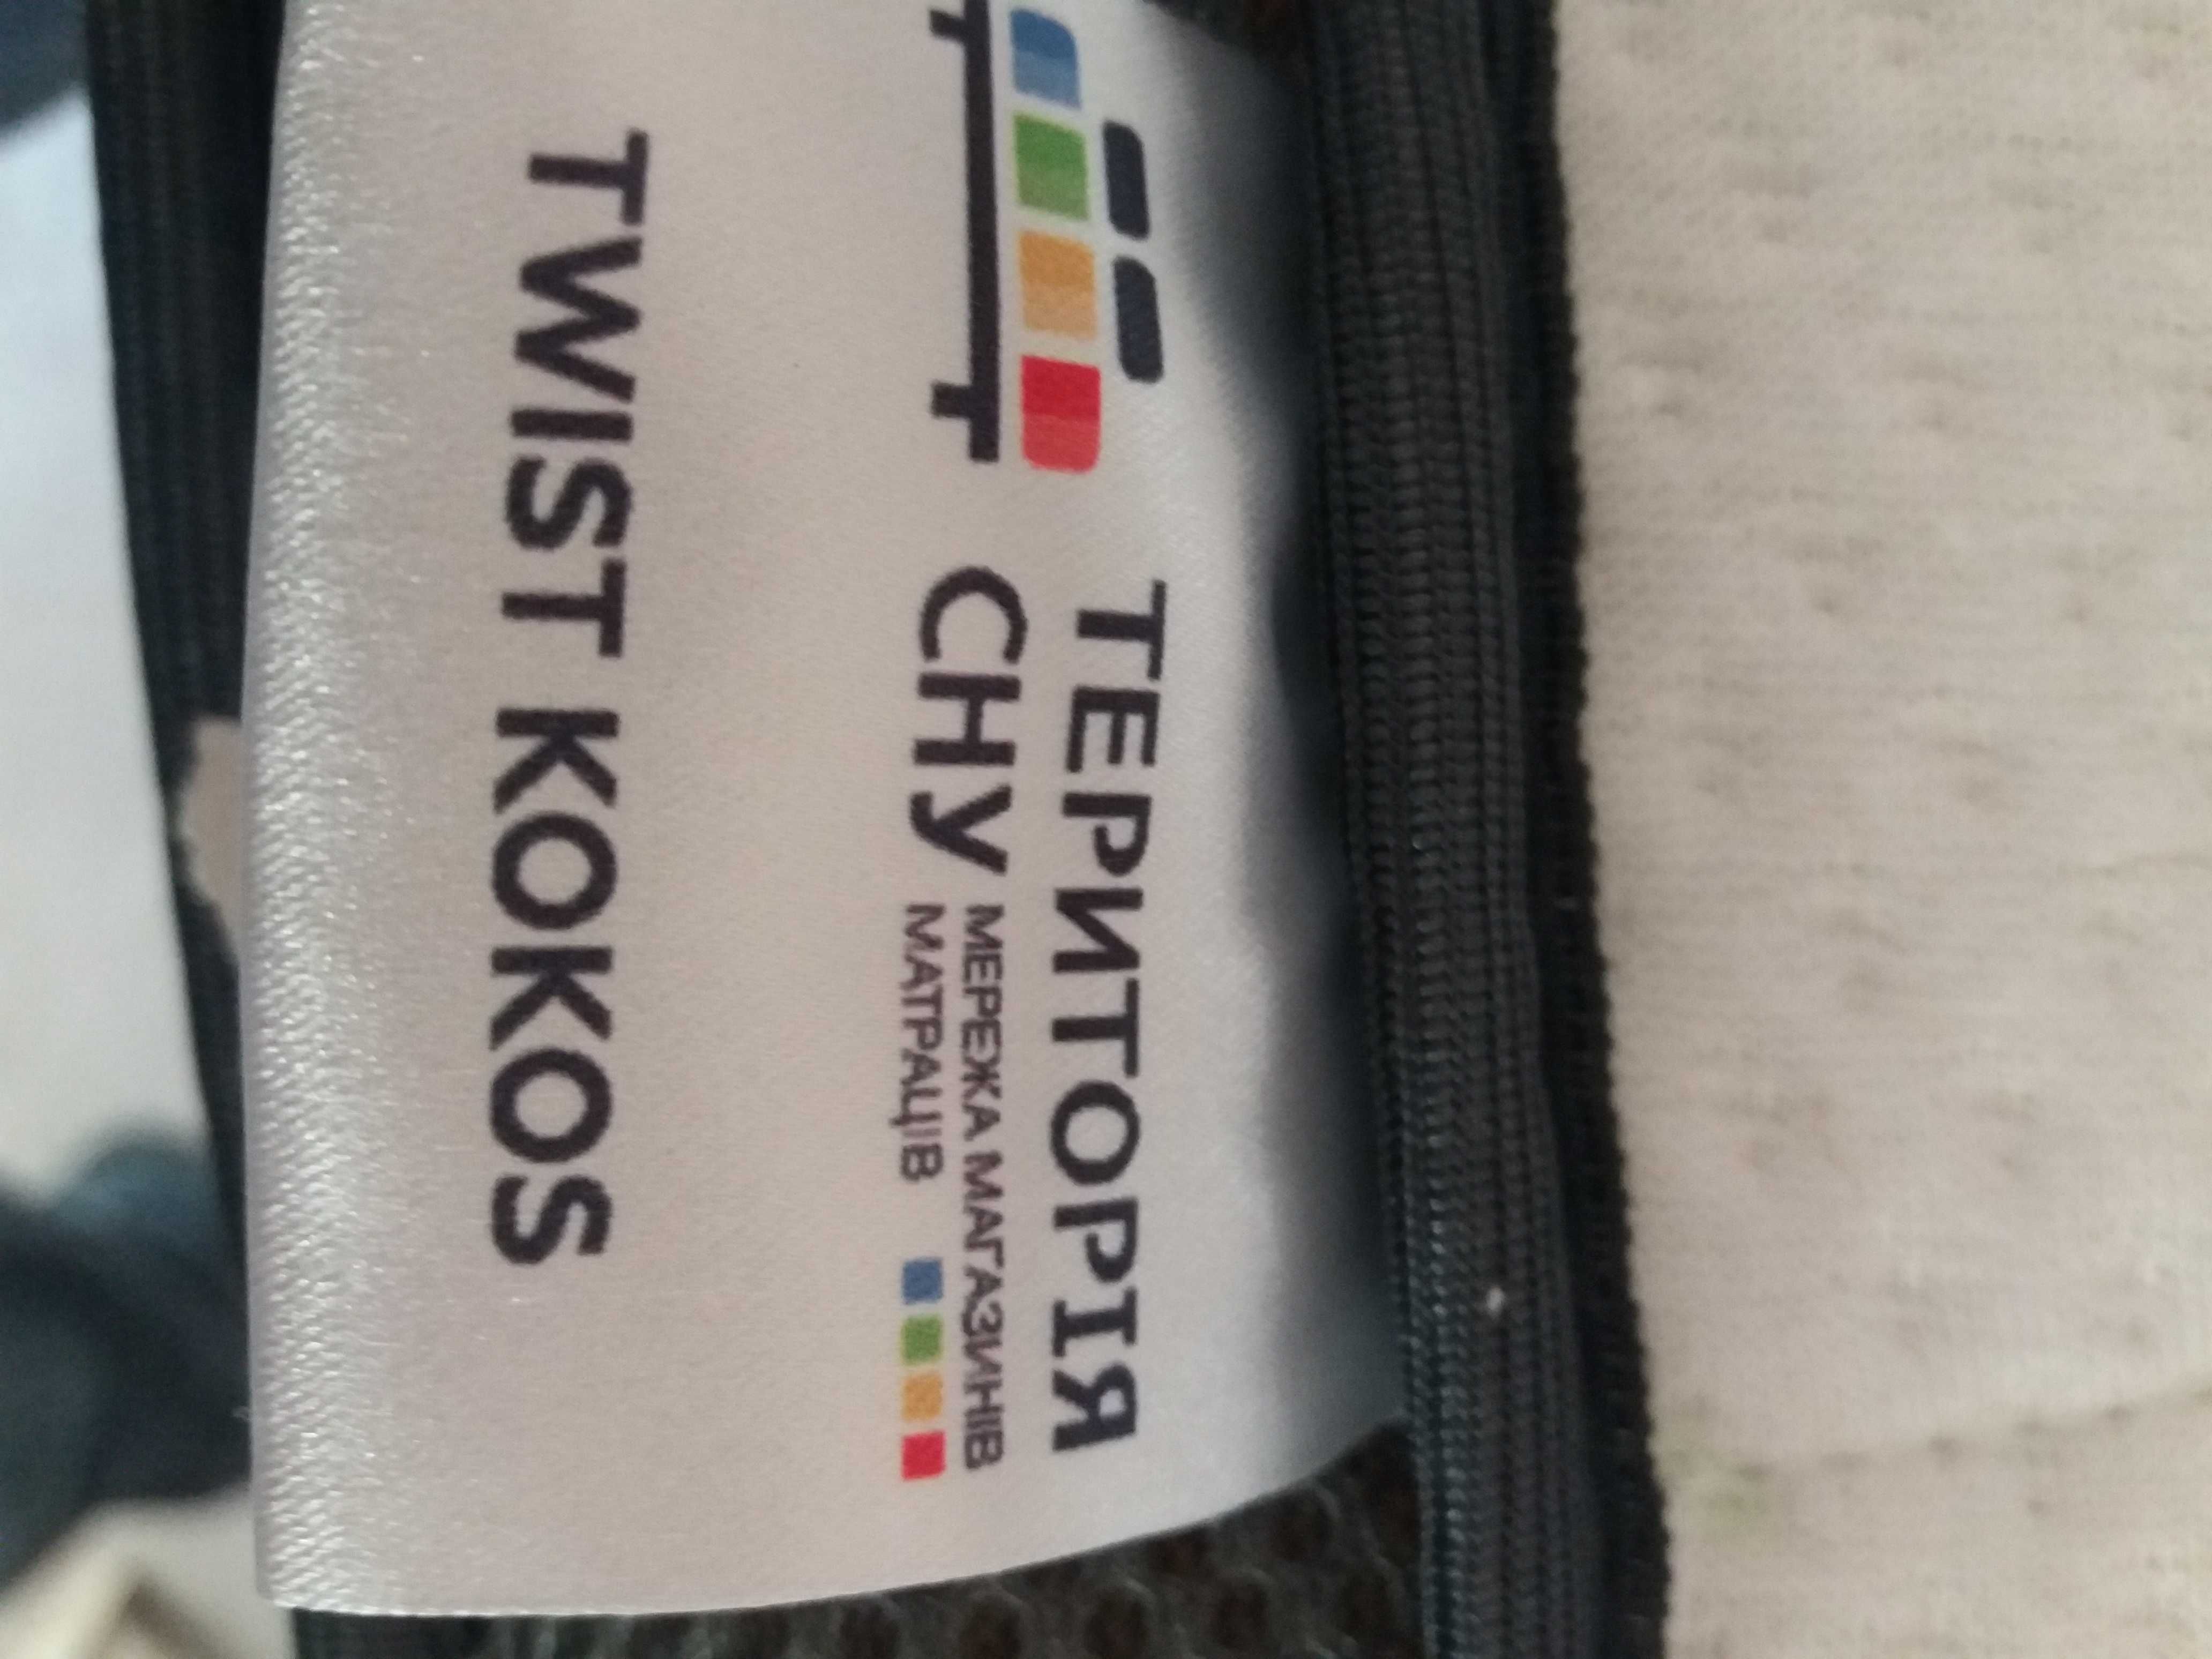 ТЕРИТОРІЯ
СНУ
МЕРЕЖА МАГАЗИНІВ
МАТРАЦІВ
TWIST KOKOS